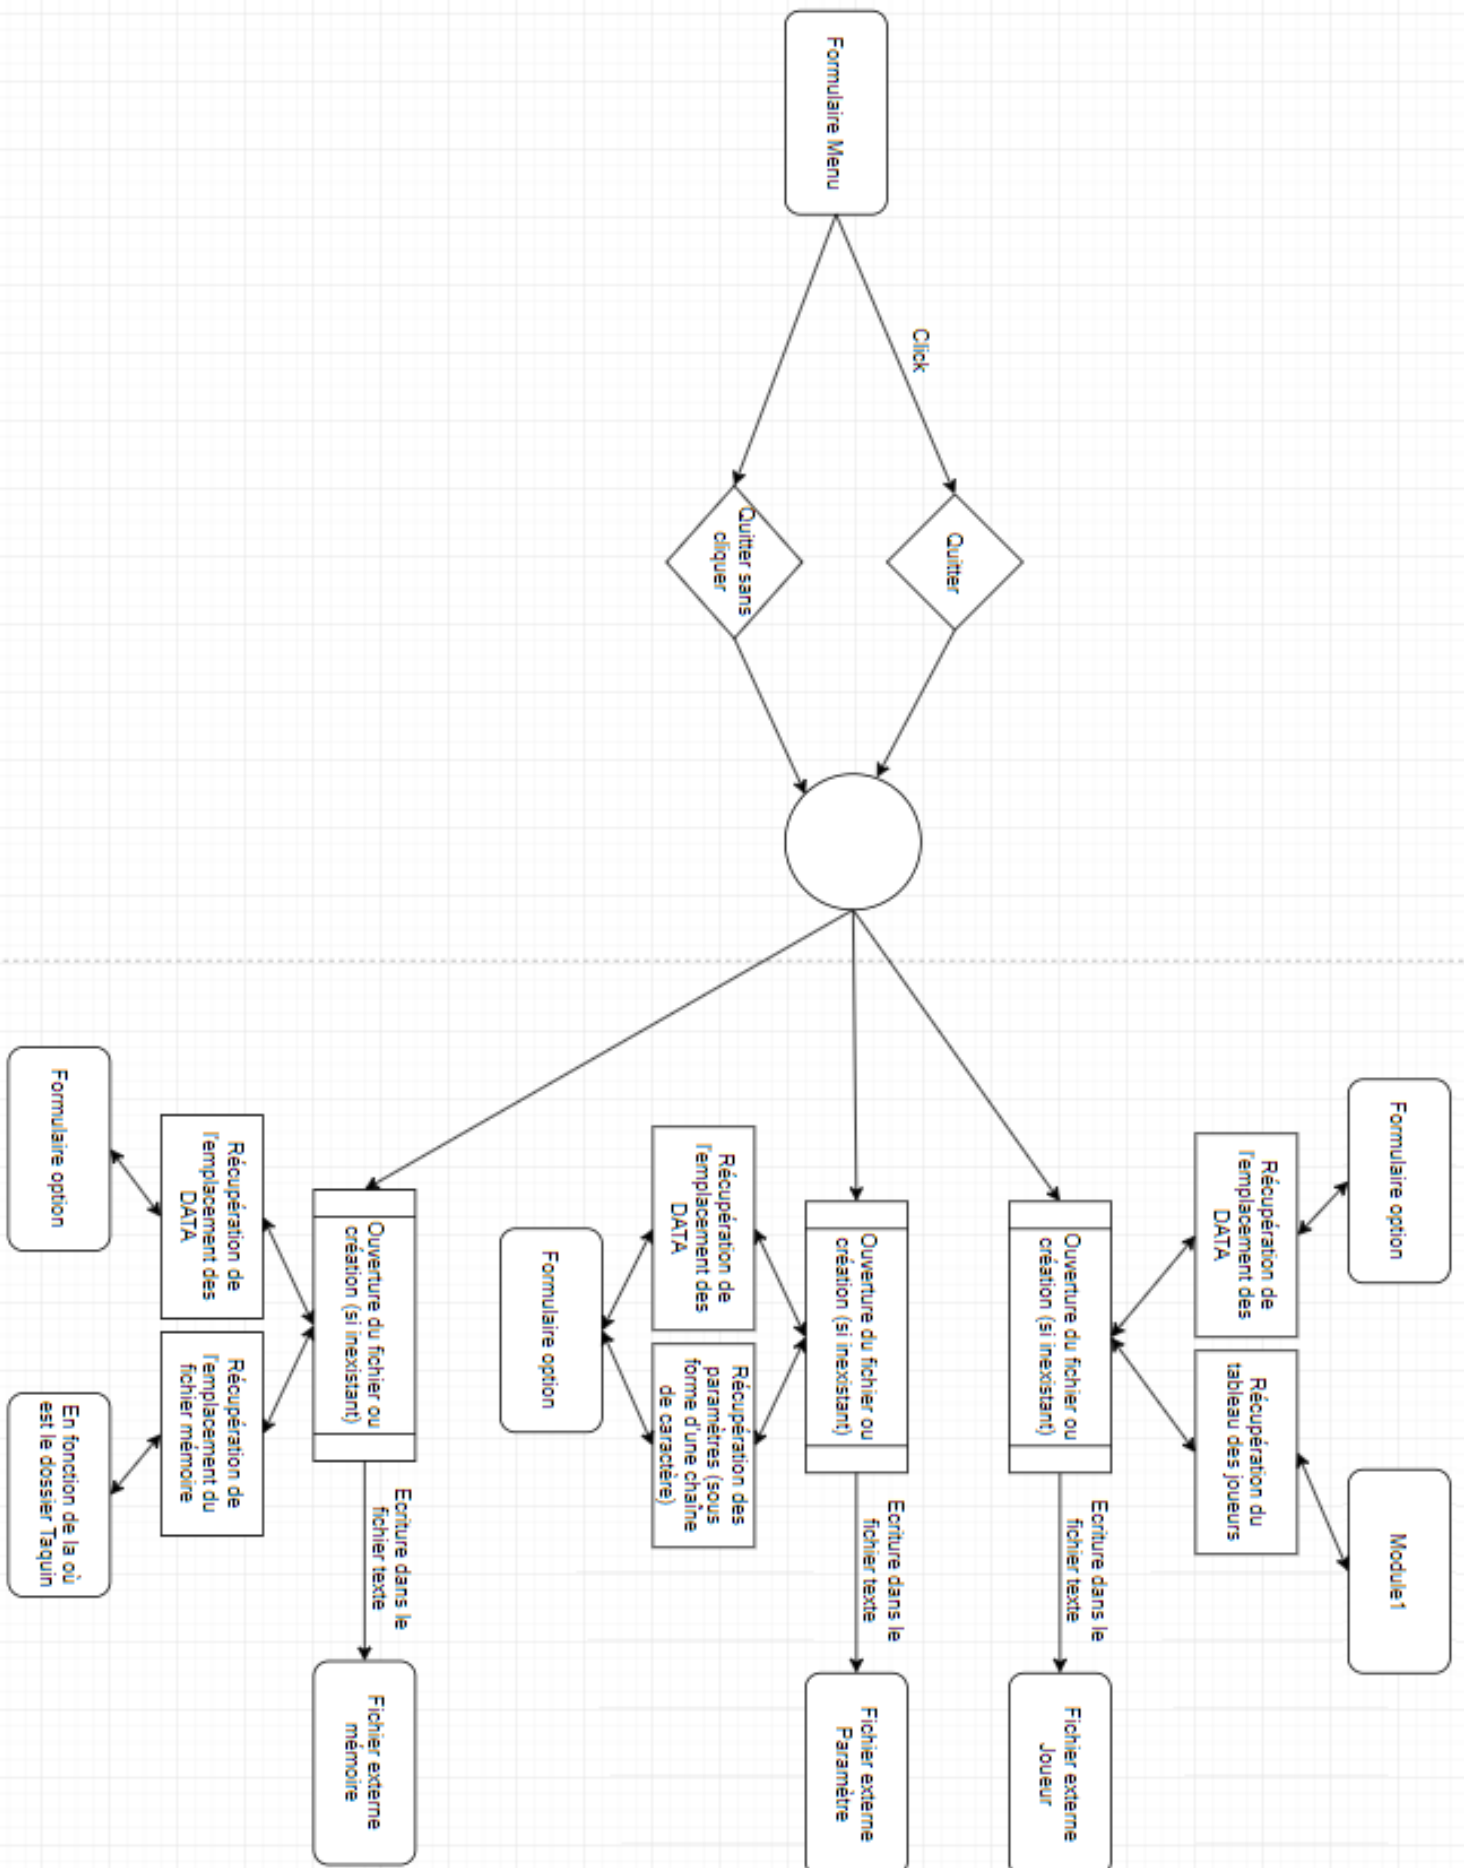 Formulaire option
Module1
Récupération de
l'emplacement des
DATA
Récupération du
tableau des joueurs
Ouverture du fichier ou
création (si inexistant)
Ecriture dans le
fichier texte
Fichier externe
Joueur
Click
Quitter
Formulaire Menu
Quitter sans
cliquer
Ouverture du fichier ou
création (si inexistant)
Ecriture dans le
fichier texte
Fichier externe
Paramètre
Récupération de
l'emplacement des
DATA
Récupération des
paramètres (sous
forme d'une chaîne
de caractère)
Formulaire option
Ouverture du fichier ou
création (si inexistant)
Ecriture dans le
fichier texte
Fichier externe
mémoire
Récupération de
l'emplacement des
DATA
Récupération de
l'emplacement du
fichier mémoire
Formulaire option
En fonction de la où
est le dossier Taquin